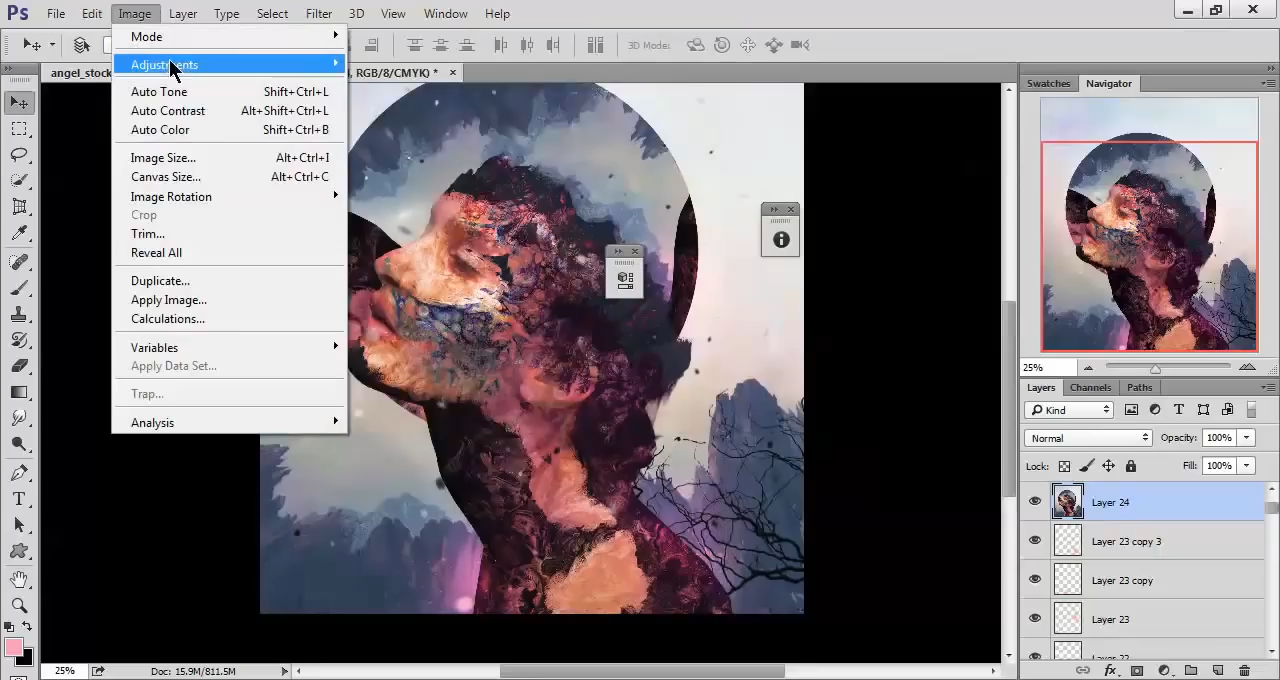 Ps File Edit Image Layer Type Select Filter 3D View Window Help
3D Mode:
angel_stock
, RGB/8/CMYK) * ×
Mode
Adjustments
Auto Tone Shift+Ctrl+L
Auto Contrast Alt+Shift+Ctrl+L
Auto Color Shift+Ctrl+B
Image Size... Alt+Ctrl+I
Canvas Size... Alt+Ctrl+C
Image Rotation
Crop
Trim...
Reveal All
Duplicate...
Apply Image...
Calculations...
Variables
Apply Data Set...
Trap...
Analysis
Swatches Navigator
25%
Layers Channels Paths
Kind
Normal Opacity: 100%
Lock: Fill: 100%
Layer 24
Layer 23 copy 3
Layer 23 copy
Layer 23
Layer 22
25% Doc: 15.9M/811.5M